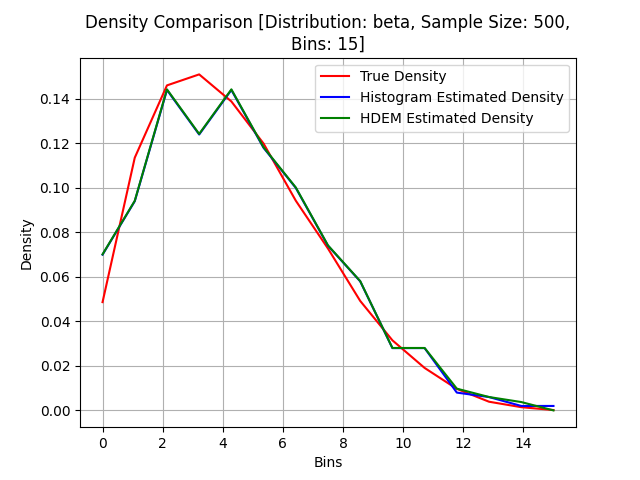 Density Comparison [Distribution: beta, Sample Size: 500,
Bins: 15]
True Density
Histogram Estimated Density
HDEM Estimated Density
Density
0.14
0.12
0.10
0.08
0.06
0.04
0.02
0.00
0 2 4 6 8 10 12 14
Bins